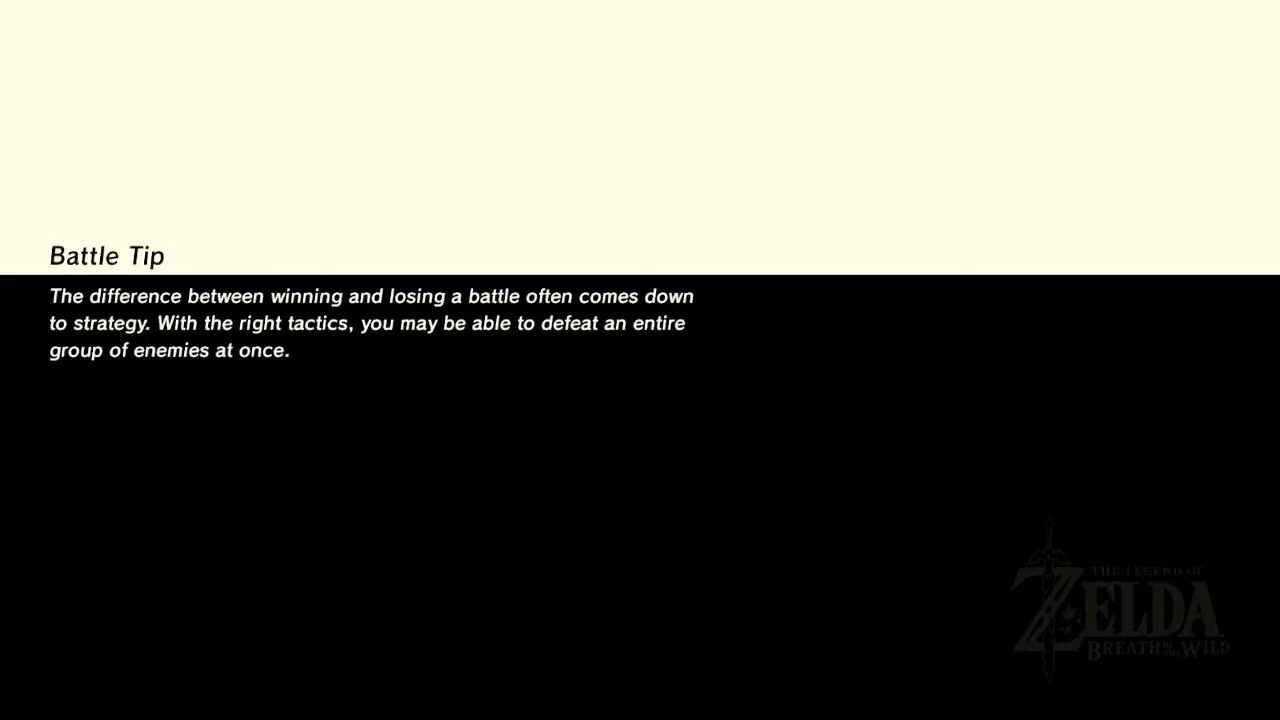 Battle Tip
The difference between winning and losing a battle often comes down
to strategy. With the right tactics, you may be able to defeat an entire
group of enemies at once.
THE LEGEND OF
ZELDA
BREATH OF THE WILD